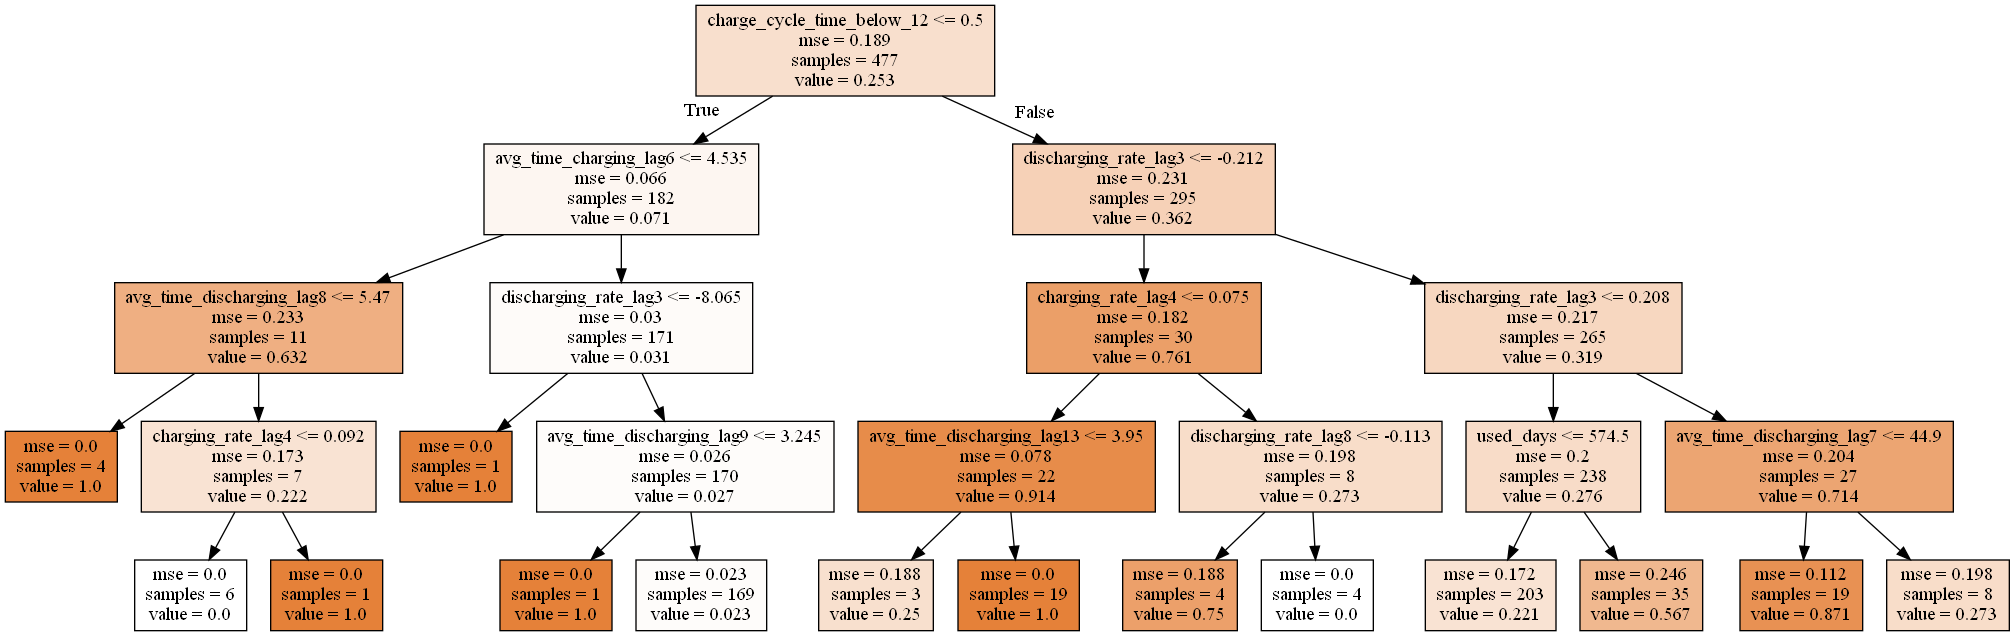 charge_cycle_time_below_12 <= 0.5
mse = 0.189
samples = 477
value = 0.253
True
False
avg_time_charging_lag6 <= 4.535
mse = 0.066
samples = 182
value = 0.071
discharging_rate_lag3 <= -0.212
mse = 0.231
samples = 295
value = 0.362
avg_time_discharging_lag8 <= 5.47
mse = 0.233
samples = 11
value = 0.632
discharging_rate_lag3 <= -8.065
mse = 0.03
samples = 171
value = 0.031
charging_rate_lag4 <= 0.075
mse = 0.182
samples = 30
value = 0.761
discharging_rate_lag3 <= 0.208
mse = 0.217
samples = 265
value = 0.319
mse = 0.0
samples = 4
value = 1.0
charging_rate_lag4 <= 0.092
mse = 0.173
samples = 7
value = 0.222
mse = 0.0
samples = 1
value = 1.0
avg_time_discharging_lag9 <= 3.245
mse = 0.026
samples = 170
value = 0.027
avg_time_discharging_lag13 <= 3.95
mse = 0.078
samples = 22
value = 0.914
discharging_rate_lag8 <= -0.113
mse = 0.198
samples = 8
value = 0.273
used_days <= 574.5
mse = 0.2
samples = 238
value = 0.276
avg_time_discharging_lag7 <= 44.9
mse = 0.204
samples = 27
value = 0.714
mse = 0.0
samples = 6
value = 0.0
mse = 0.0
samples = 1
value = 1.0
mse = 0.0
samples = 1
value = 1.0
mse = 0.023
samples = 169
value = 0.023
mse = 0.188
samples = 3
value = 0.25
mse = 0.0
samples = 19
value = 1.0
mse = 0.188
samples = 4
value = 0.75
mse = 0.0
samples = 4
value = 0.0
mse = 0.172
samples = 203
value = 0.221
mse = 0.246
samples = 35
value = 0.567
mse = 0.112
samples = 19
value = 0.871
mse = 0.198
samples = 8
value = 0.273